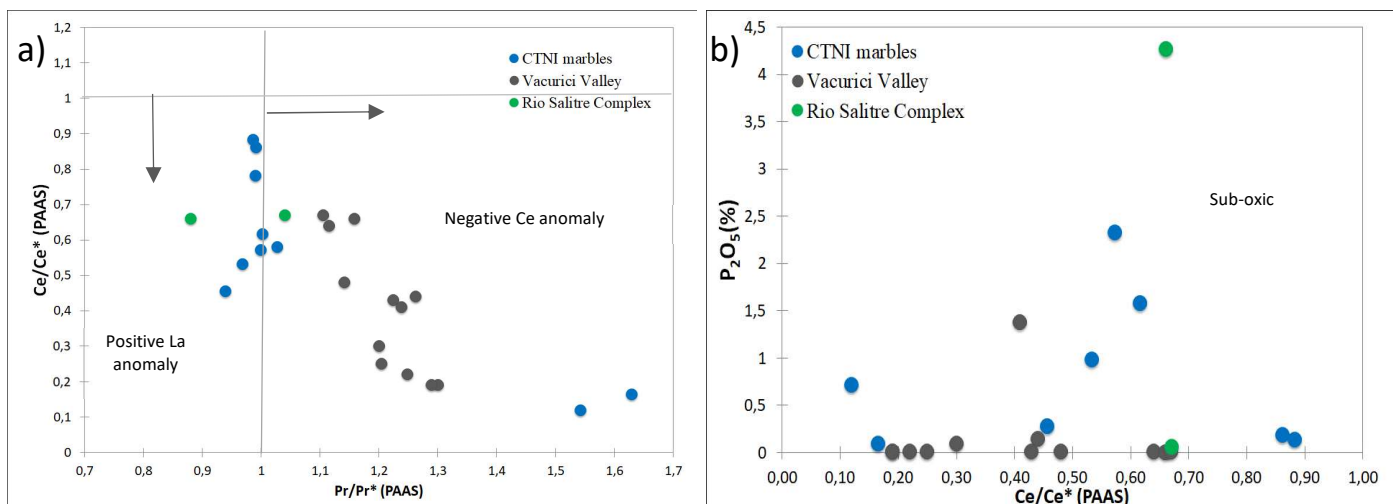 a)
1,2
1,1
1
0,9
0,8
0,7
0,6
0,5
0,4
0,3
0,2
0,1
0
Ce/Ce* (PAAS)
CTNI marbles
Vacurici Valley
Rio Salitre Complex
Negative Ce anomaly
Positive La
anomaly
0,7 0,8 0,9 1 1,1 1,2 1,3 1,4 1,5 1,6 1,7
Pr/Pr* (PAAS)
b)
4,5
4
3,5
3
2,5
2
1,5
1
0,5
0
P₂O₅(%)
CTNI marbles
Vacurici Valley
Rio Salitre Complex
Sub-oxic
0,00 0,10 0,20 0,30 0,40 0,50 0,60 0,70 0,80 0,90 1,00
Ce/Ce* (PAAS)